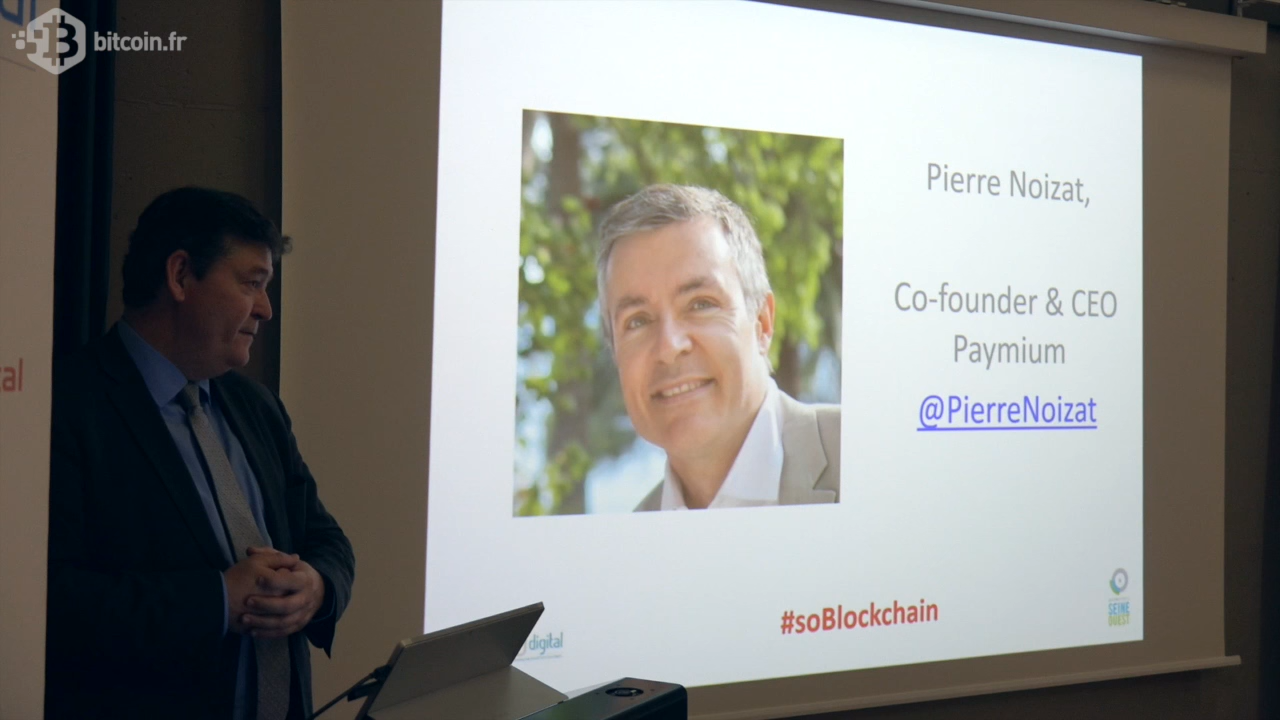 bitcoin.fr
Pierre Noizat,
Co-founder & CEO
Paymium
@PierreNoizat
#soBlockchain
digital
SEINE
OUEST